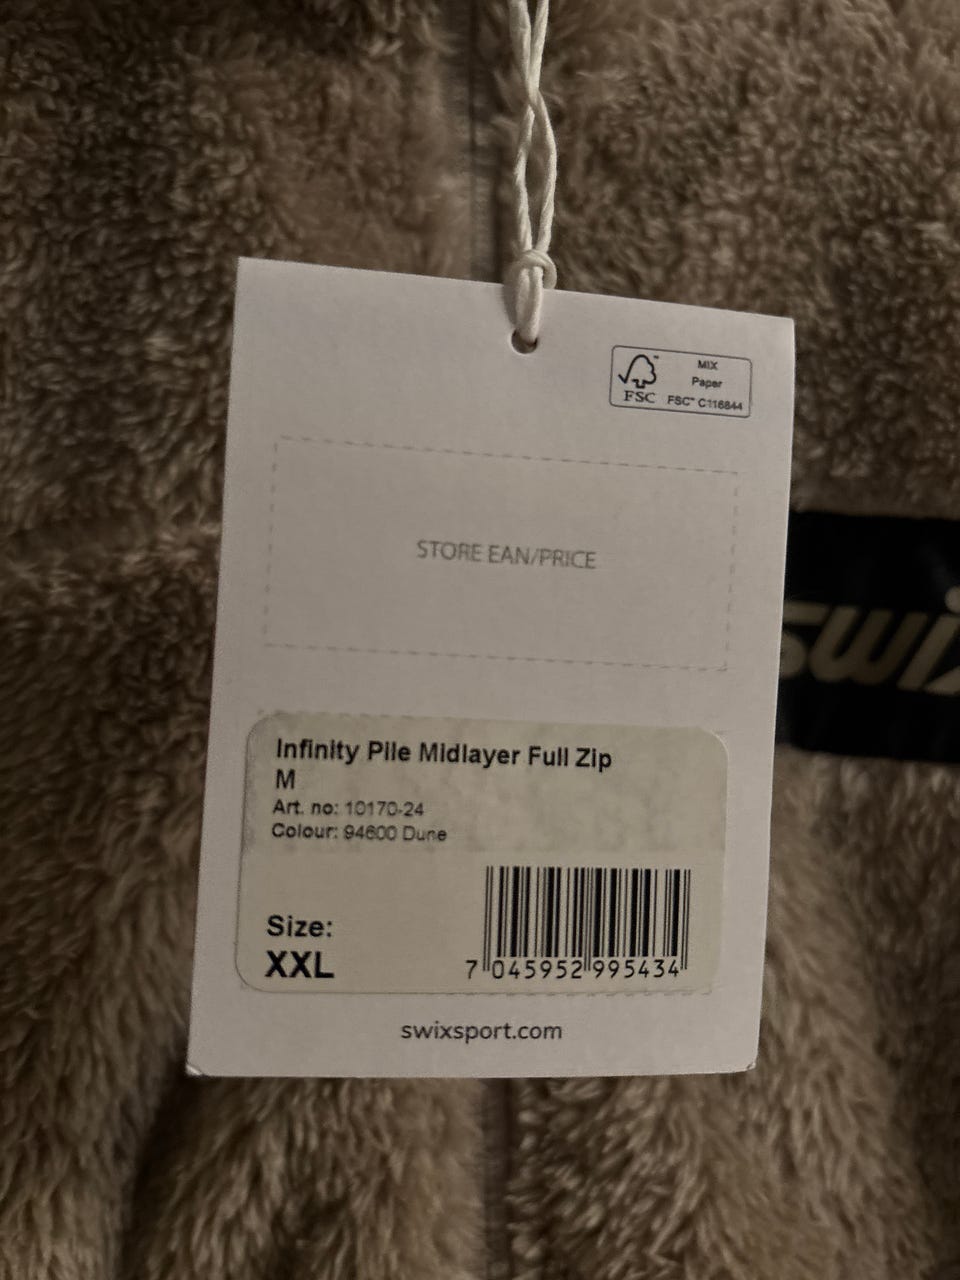 MIX
Paper
FSC™ C116844
FSC
STORE EAN/PRICE
Infinity Pile Midlayer Full Zip
M
Art. no: 10170-24
Colour: 94600 Dune
Size:
XXL
7 045952 995434
swixsport.com
swix